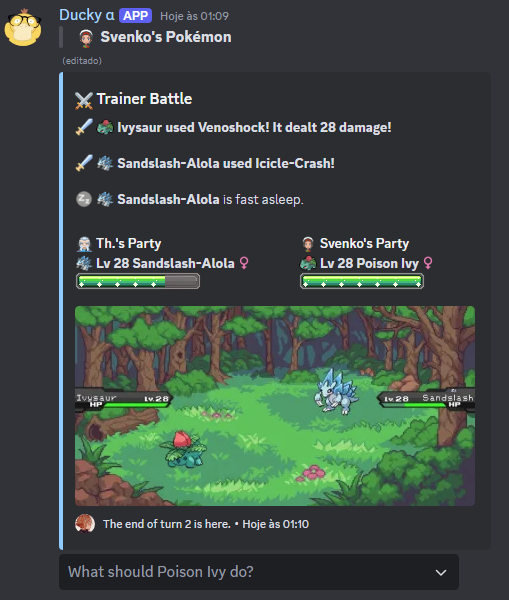 Ducky α APP Hoje às 01:09
Svenko's Pokémon
(editado)
Trainer Battle
Ivysaur used Venoshock! It dealt 28 damage!
Sandslash-Alola used Icicle-Crash!
Sandslash-Alola is fast asleep.
Th.'s Party
Lv 28 Sandslash-Alola ♀
Svenko's Party
Lv 28 Poison Ivy ♀
Ivysaur Lv.28
HP
Lv.28 Sandslash
HP
The end of turn 2 is here. • Hoje às 01:10
What should Poison Ivy do?